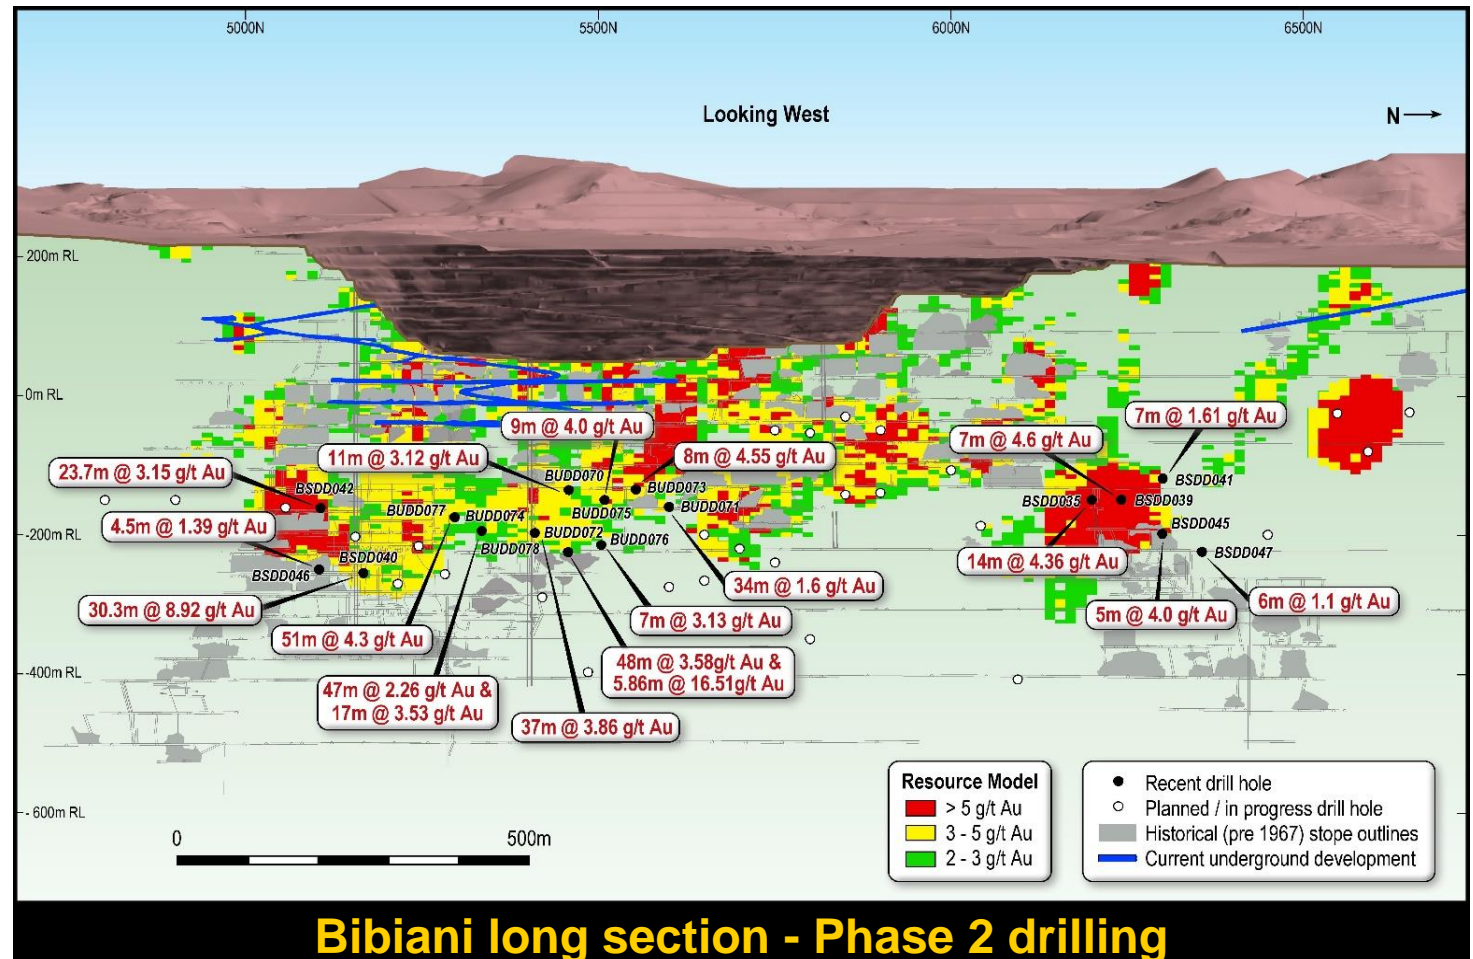 5000N
5500N
6000N
6500N
Looking West
N
200m RL
0m RL
-200m RL
-400m RL
- 600m RL
9m @ 4.0 g/t Au
7m @ 1.61 g/t Au
7m @ 4.6 g/t Au
11m @ 3.12 g/t Au
8m @ 4.55 g/t Au
23.7m @ 3.15 g/t Au
4.5m @ 1.39 g/t Au
30.3m @ 8.92 g/t Au
51m @ 4.3 g/t Au
47m @ 2.26 g/t Au &
17m @ 3.53 g/t Au
37m @ 3.86 g/t Au
48m @ 3.58g/t Au &
5.86m @ 16.51g/t Au
7m @ 3.13 g/t Au
34m @ 1.6 g/t Au
14m @ 4.36 g/t Au
5m @ 4.0 g/t Au
6m @ 1.1 g/t Au
BSDD042
BUDD077
BUDD074
BUDD070
BUDD075
BUDD073
BUDD071
BUDD072
BUDD076
BUDD078
BSDD040
BSDD046
BSDD035
BSDD039
BSDD041
BSDD045
BSDD047
0
500m
Resource Model
> 5 g/t Au
3 - 5 g/t Au
2 - 3 g/t Au
Recent drill hole
Planned / in progress drill hole
Historical (pre 1967) stope outlines
Current underground development
Bibiani long section - Phase 2 drilling